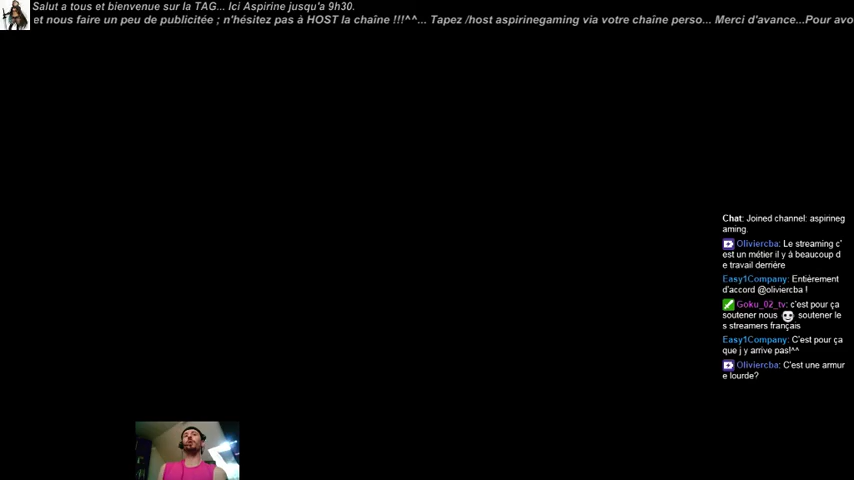 Salut a tous et bienvenue sur la TAG... Ici Aspirine jusqu'a 9h30.
et nous faire un peu de publicitée ; n'hésitez pas à HOST la chaîne !!!^^... Tapez /host aspirinegaming via votre chaîne perso... Merci d'avance...Pour avo
Chat: Joined channel: aspirineg
aming.
Oliviercba: Le streaming c'
est un métier il y à beaucoup d
e travail derrière
Easy1Company: Entièrement
d'accord @oliviercba !
Goku_02_tv: c'est pour ça
soutener nous soutener le
s streamers français
Easy1Company: C'est pour ça
que j y arrive pas!^^
Oliviercba: C'est une armur
e lourde?